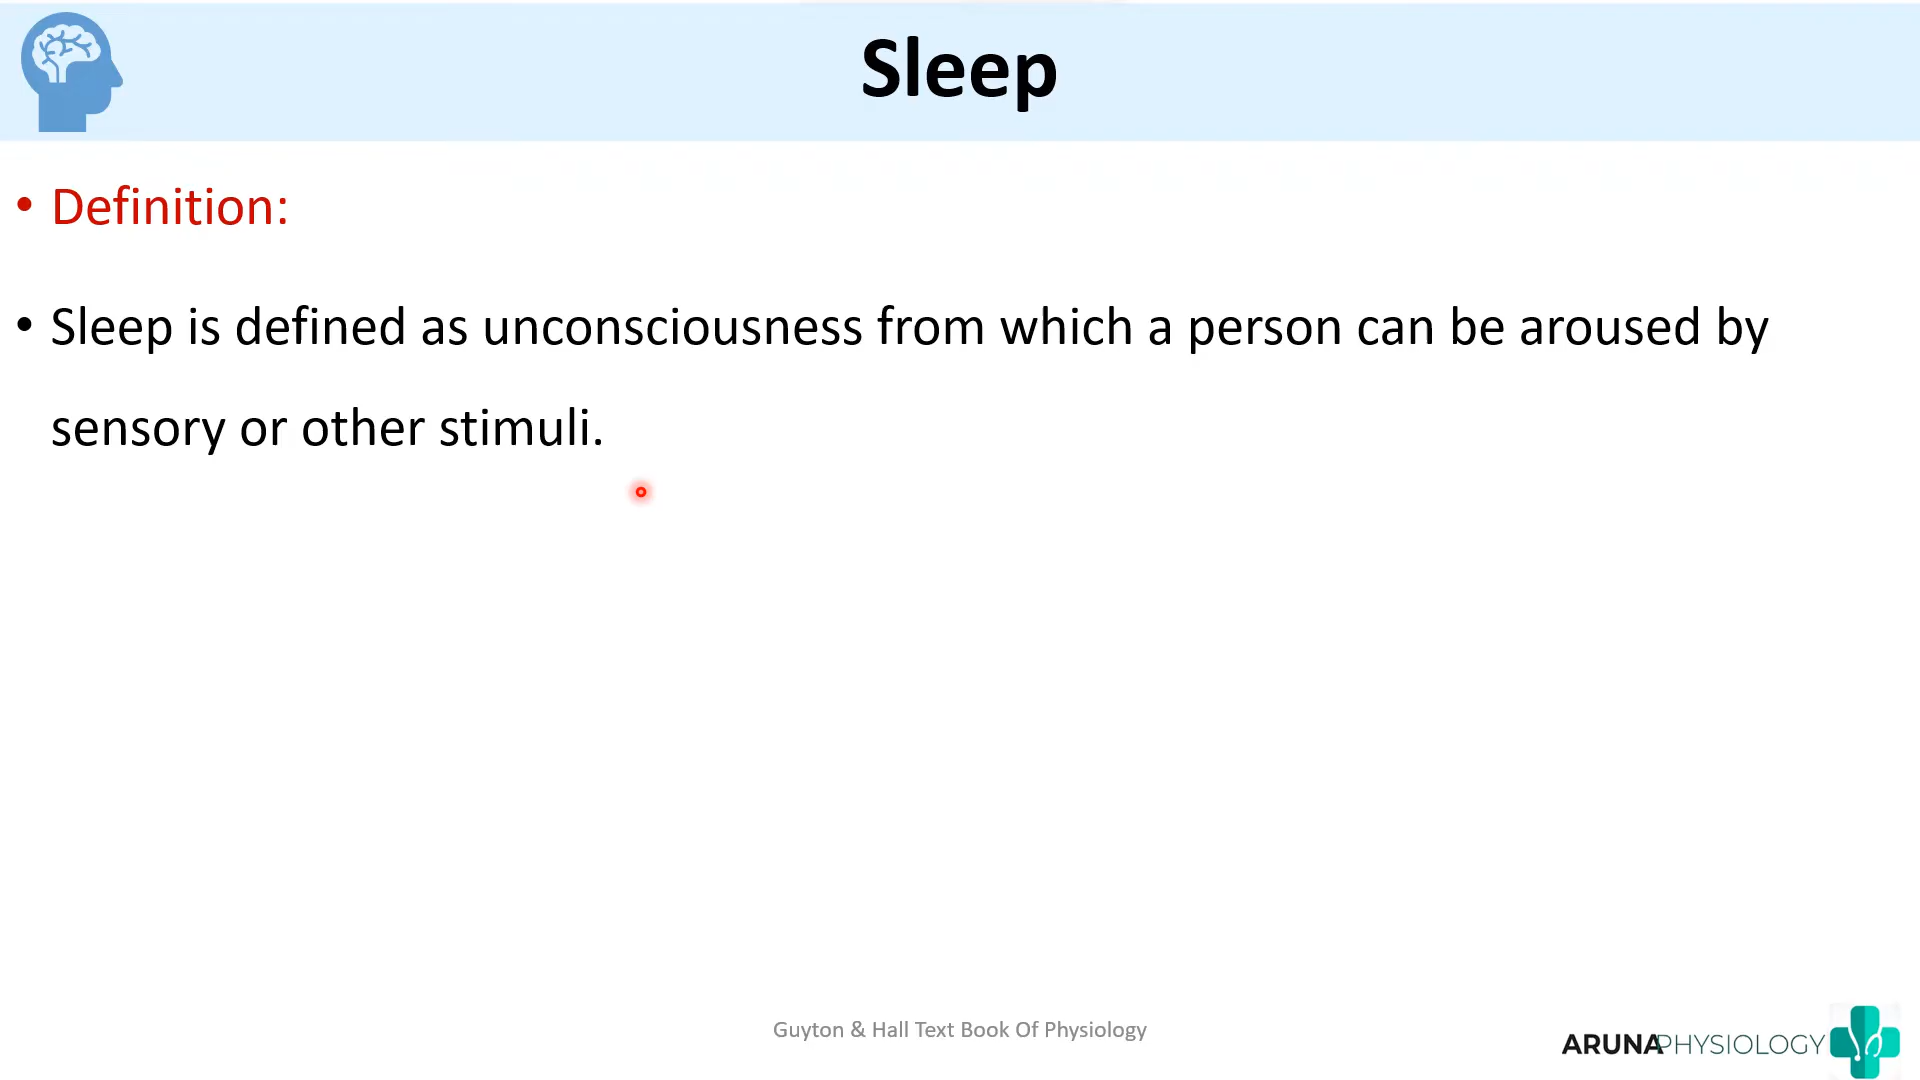 Sleep
• Definition:
• Sleep is defined as unconsciousness from which a person can be aroused by
sensory or other stimuli.
Guyton & Hall Text Book Of Physiology
ARUNAPHYSIOLOGY